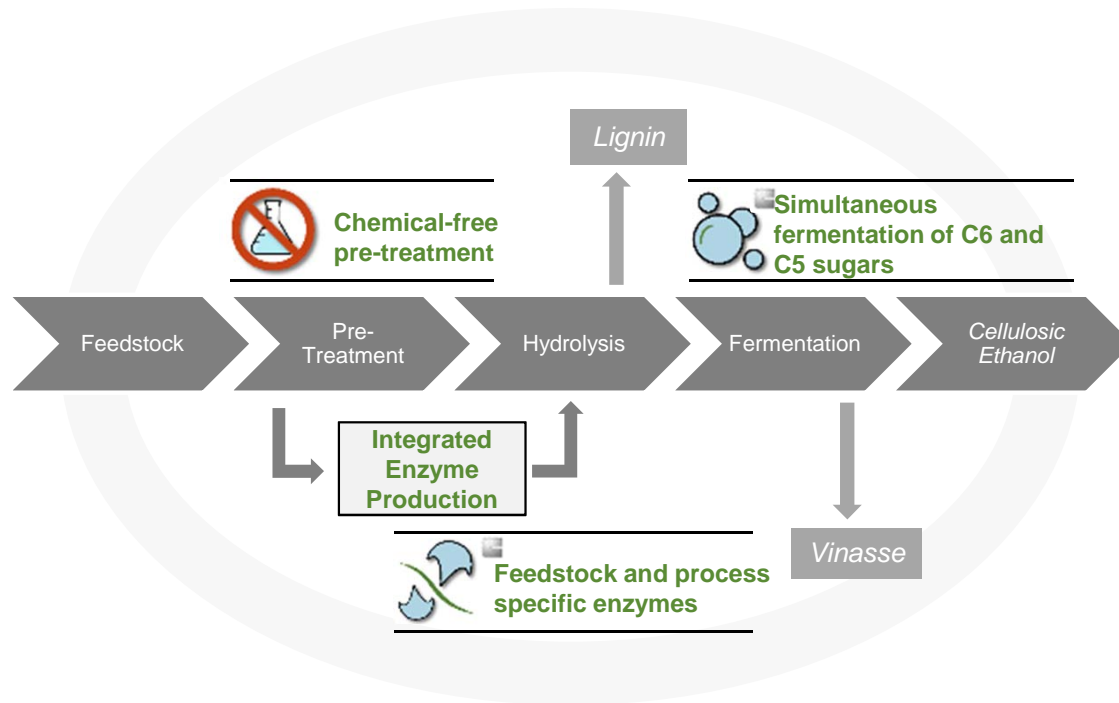 Lignin
Chemical-free
pre-treatment
Simultaneous
fermentation of C6 and
C5 sugars
Feedstock
Pre-
Treatment
Hydrolysis
Fermentation
Cellulosic
Ethanol
Integrated
Enzyme
Production
Vinasse
Feedstock and process
specific enzymes